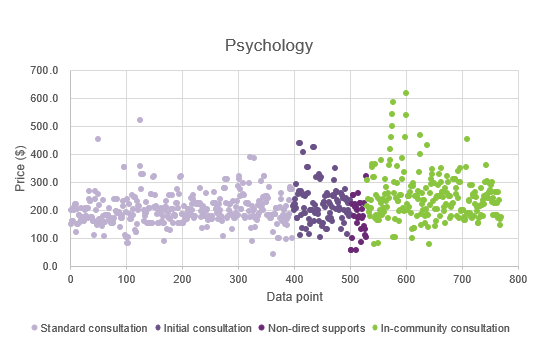 Psychology
700.0
600.0
500.0
400.0
300.0
200.0
100.0
0.0
Price ($)
0 100 200 300 400 500 600 700 800
Data point
Standard consultation Initial consultation Non-direct supports In-community consultation